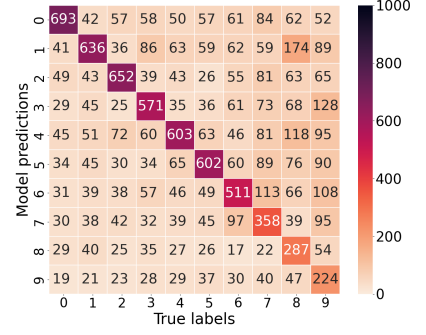 0 693 42 57 58 50 57 61 84 62 52
1 41 636 36 86 63 59 62 59 174 89
2 49 43 652 39 43 26 55 81 63 65
3 29 45 25 571 35 36 61 73 68 128
4 45 51 72 60 603 63 46 81 118 95
5 34 45 30 34 65 602 60 89 76 90
6 31 39 38 57 46 49 511 113 66 108
7 30 38 42 32 39 45 97 358 39 95
8 29 40 25 35 27 26 17 22 287 54
9 19 21 23 28 29 37 30 40 47 224
0 1 2 3 4 5 6 7 8 9
True labels
Model predictions
1000
800
600
400
200
0